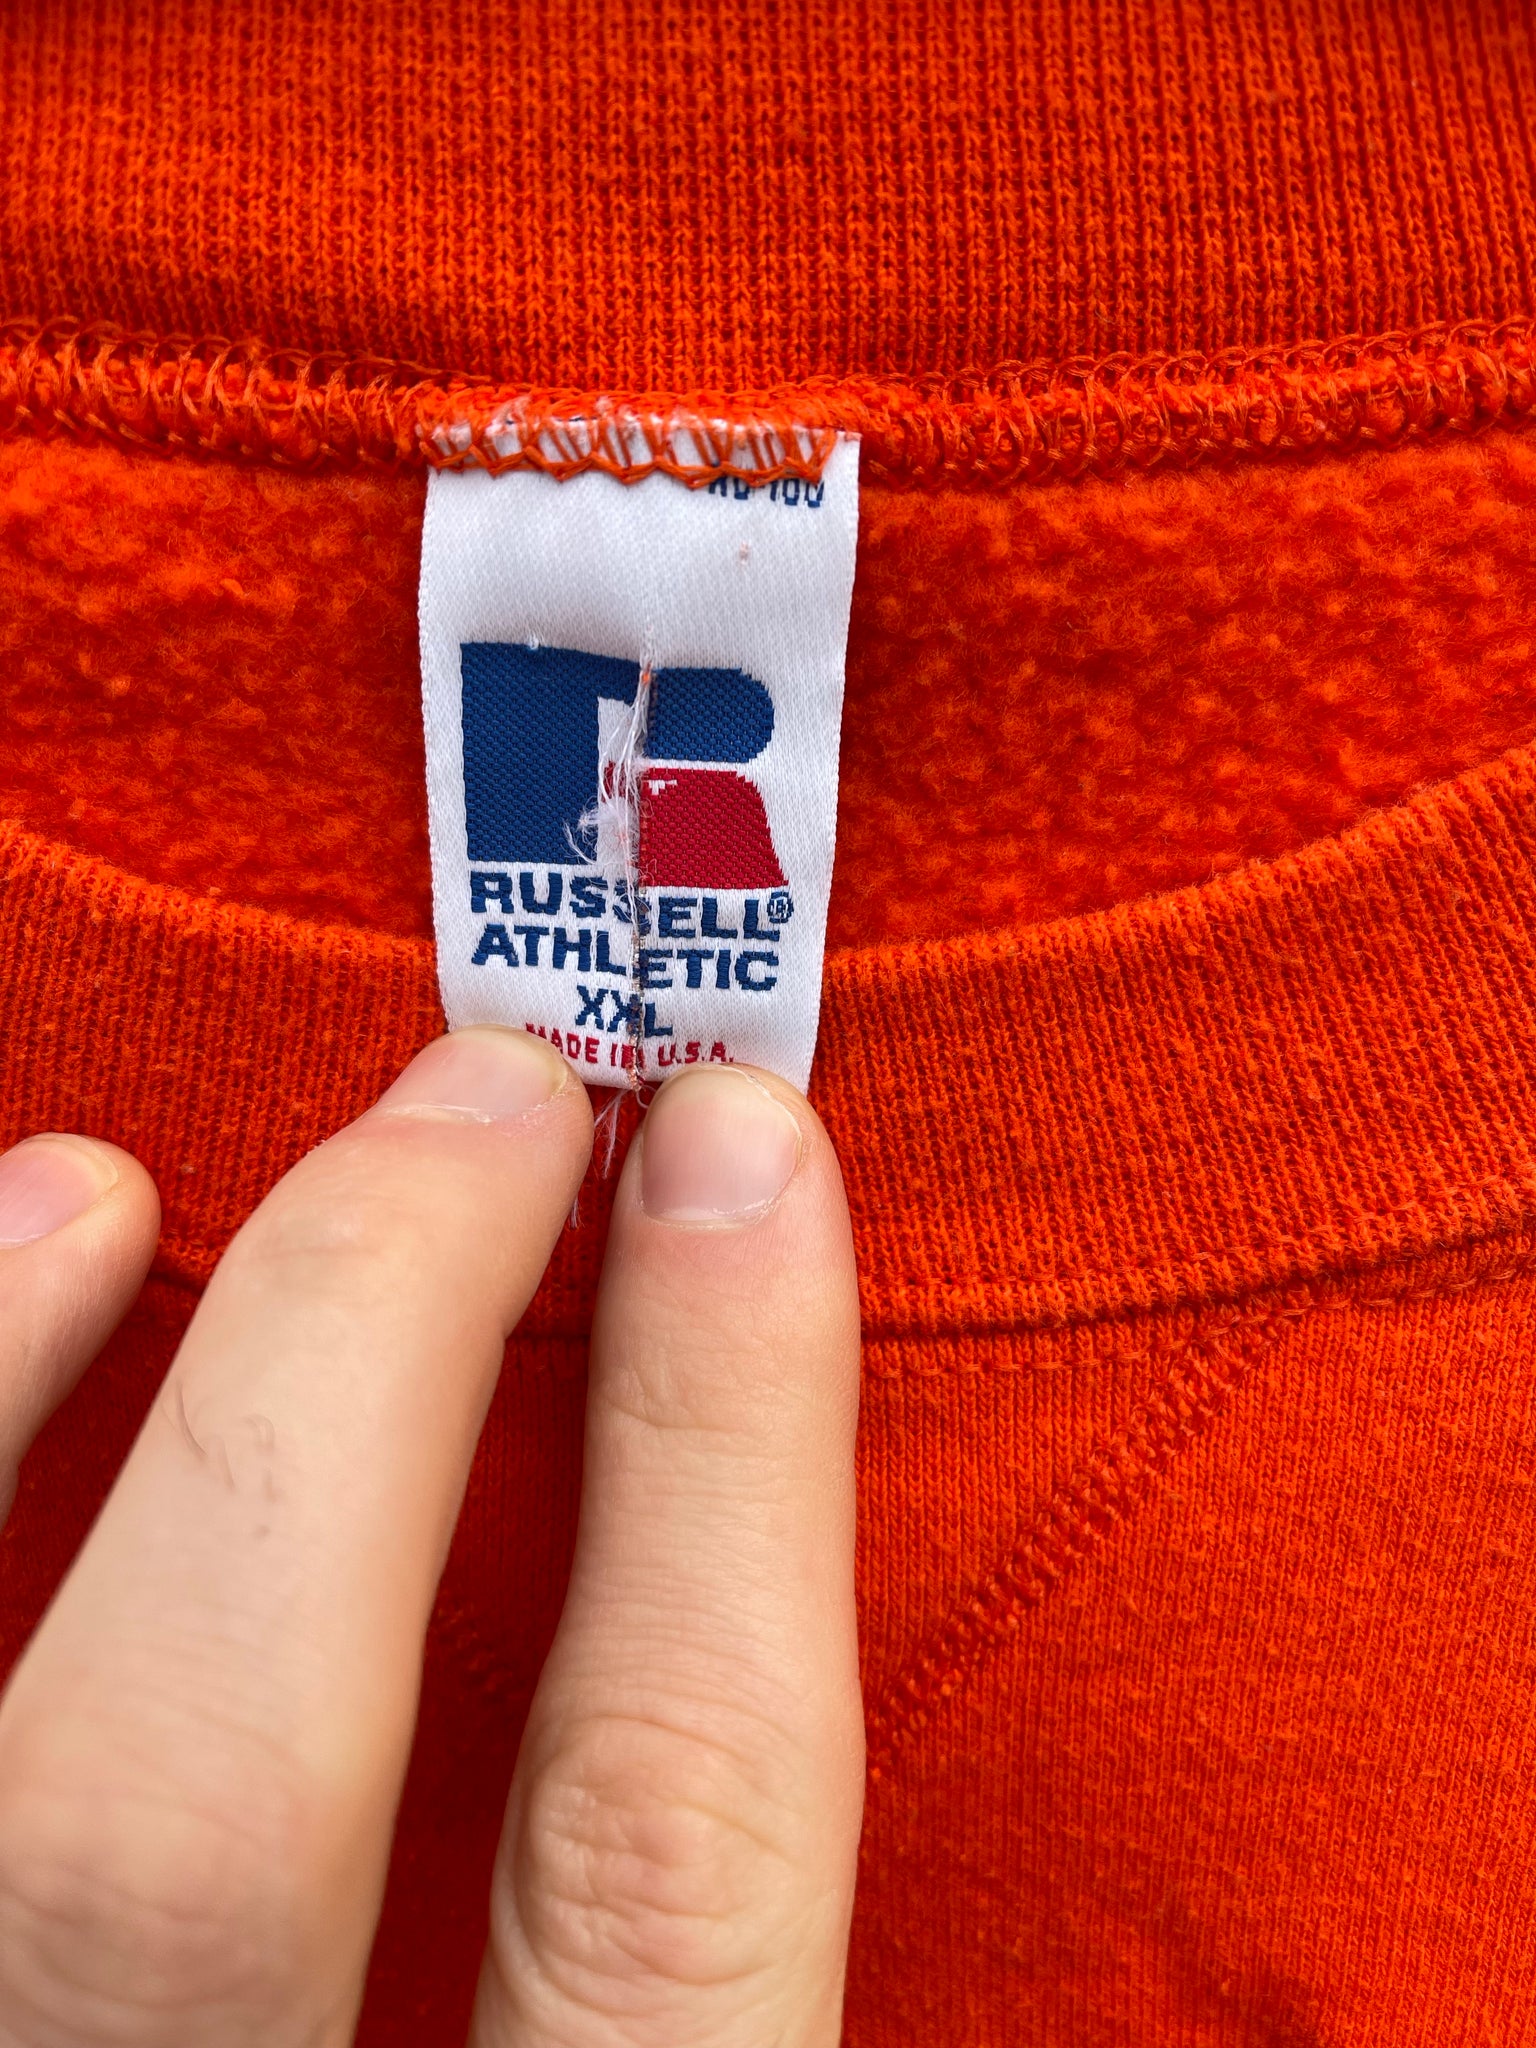 RUSSELL®
ATHLETIC
XXL
MADE IN U.S.A.